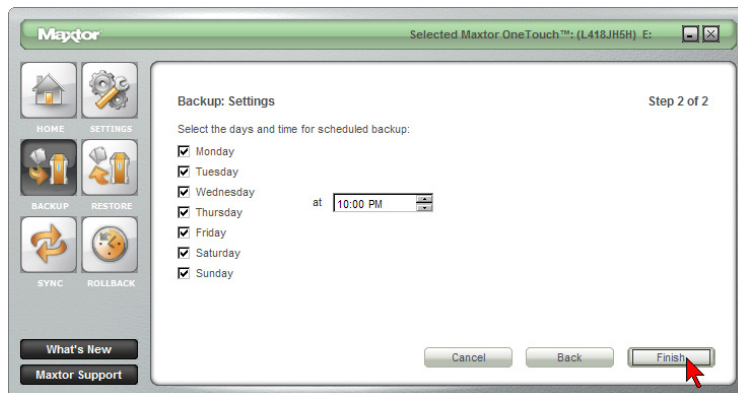 Maxtor
Selected Maxtor OneTouch™: (L418JH5H) E:
HOME SETTINGS
BACKUP RESTORE
SYNC ROLLBACK
What's New
Maxtor Support
Backup: Settings Step 2 of 2
Select the days and time for scheduled backup:
Monday
Tuesday
Wednesday
Thursday
Friday
Saturday
Sunday
at 10:00 PM
Cancel Back Finish